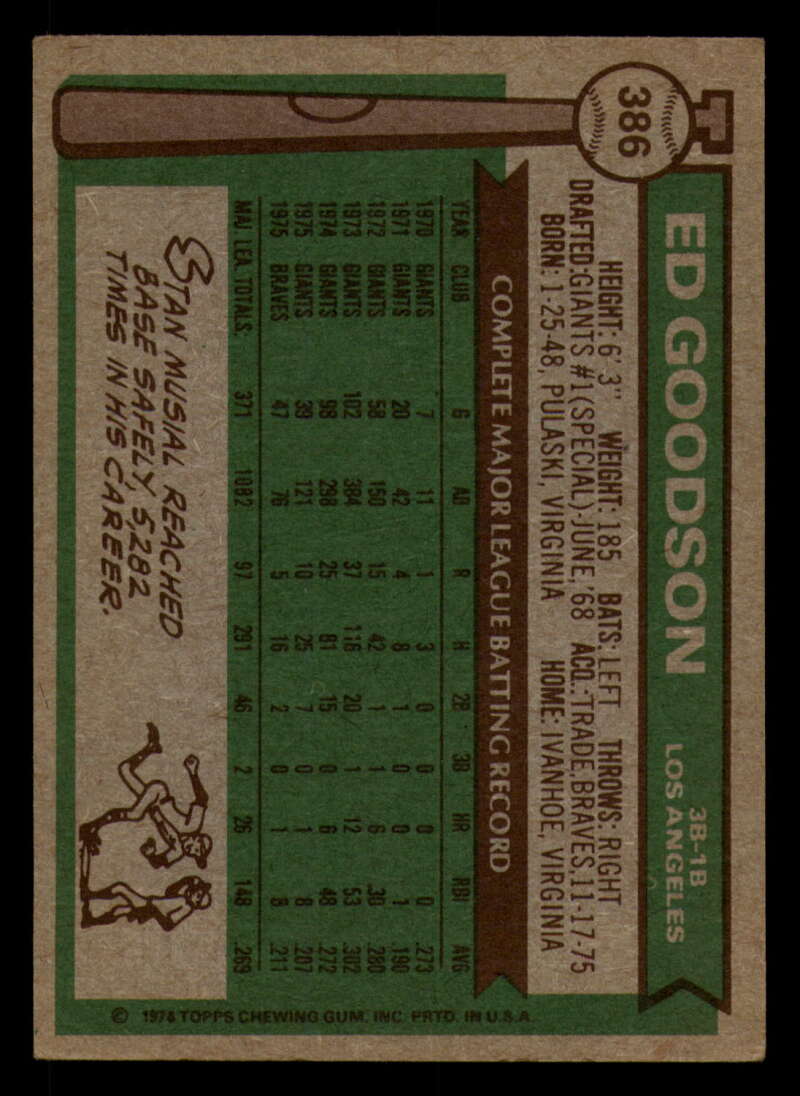 386
ED GOODSON
3B-1B
LOS ANGELES
HEIGHT: 6' 3" WEIGHT: 185 BATS: LEFT THROWS: RIGHT
DRAFTED: GIANTS #1 (SPECIAL)-JUNE, '68 ACQ.: TRADE, BRAVES, 11-17-75
BORN: 1-25-48, PULASKI, VIRGINIA HOME: IVANHOE, VIRGINIA
COMPLETE MAJOR LEAGUE BATTING RECORD
YEAR CLUB G AB R H 2B 3B HR RBI AVG
1970 GIANTS 7 11 1 3 0 0 0 0 .273
1971 GIANTS 20 42 4 8 1 0 0 1 .190
1972 GIANTS 58 150 15 42 1 1 6 30 .280
1973 GIANTS 102 384 37 116 20 1 12 53 .302
1974 GIANTS 98 298 25 81 15 0 6 48 .272
1975 GIANTS 39 121 10 25 7 0 1 8 .207
1975 BRAVES 47 76 5 16 2 0 1 8 .211
MAJ. LEA. TOTALS: 371 1082 97 291 46 2 26 148 .269
STAN MUSIAL REACHED
BASE SAFELY 5,282
TIMES IN HIS CAREER.
© 1976 TOPPS CHEWING GUM, INC. PRTD. IN U.S.A.